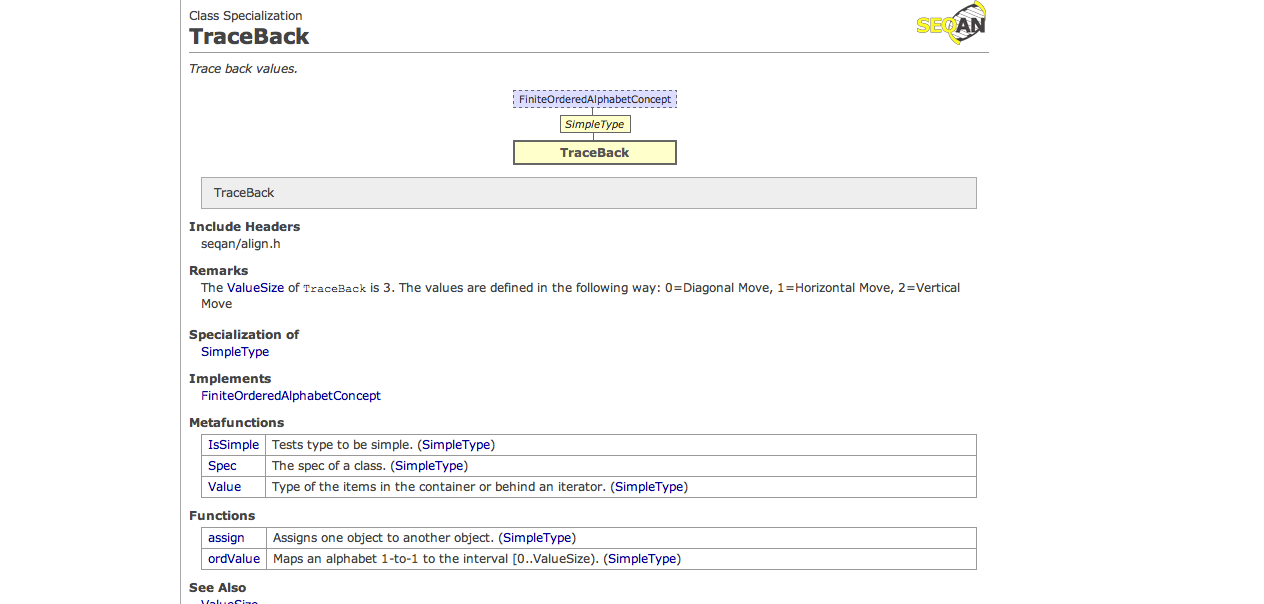 Class Specialization
TraceBack
SEQAN
Trace back values.
FiniteOrderedAlphabetConcept
SimpleType
TraceBack
TraceBack
Include Headers
seqan/align.h
Remarks
The ValueSize of TraceBack is 3. The values are defined in the following way: 0=Diagonal Move, 1=Horizontal Move, 2=Vertical
Move
Specialization of
SimpleType
Implements
FiniteOrderedAlphabetConcept
Metafunctions
IsSimple Tests type to be simple. (SimpleType)
Spec The spec of a class. (SimpleType)
Value Type of the items in the container or behind an iterator. (SimpleType)
Functions
assign Assigns one object to another object. (SimpleType)
ordValue Maps an alphabet 1-to-1 to the interval [0..ValueSize). (SimpleType)
See Also
ValueSize